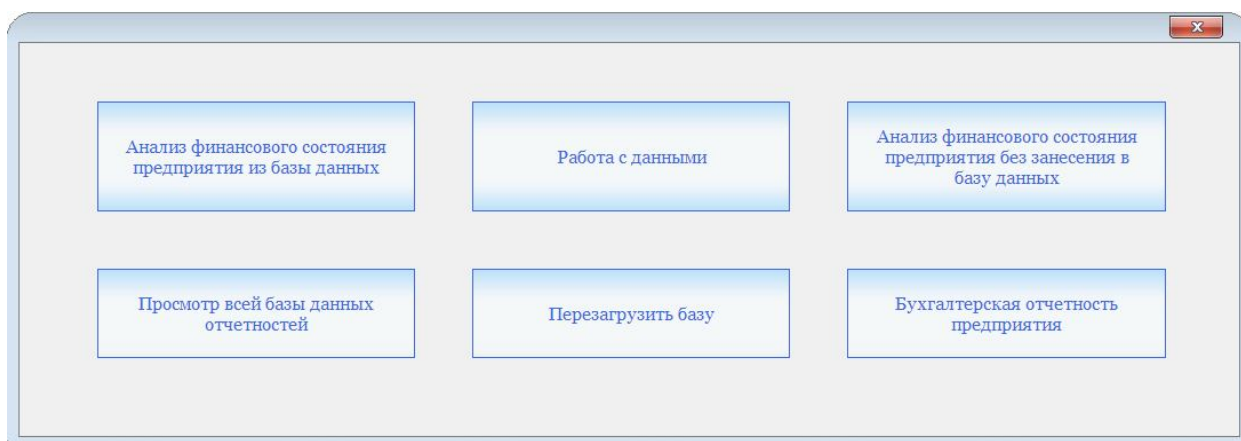 Анализ финансового состояния
предприятия из базы данных
Работа с данными
Анализ финансового состояния
предприятия без занесения в
базу данных
Просмотр всей базы данных
отчетностей
Перезагрузить базу
Бухгалтерская отчетность
предприятия